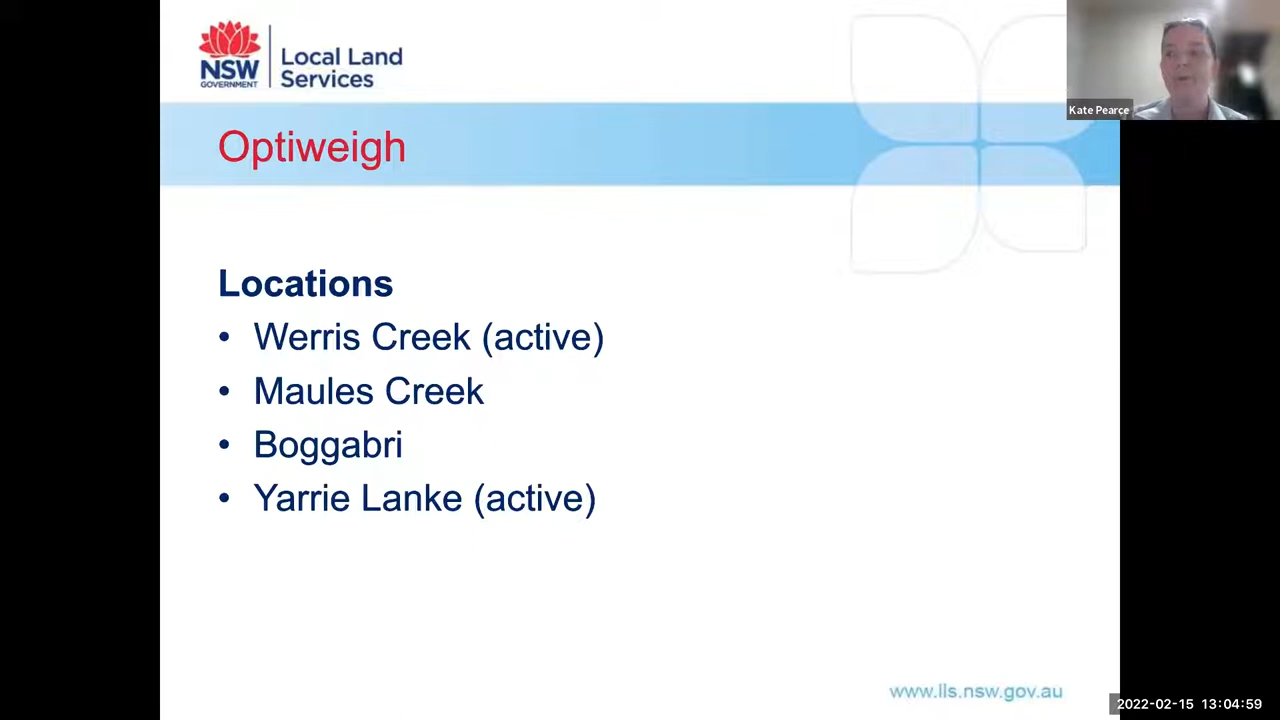 NSW
GOVERNMENT
Local Land
Services
Kate Pearce
Optiweigh
Locations
• Werris Creek (active)
• Maules Creek
• Boggabri
• Yarrie Lanke (active)
www.lls.nsw.gov.au
2022-02-15 13:04:59